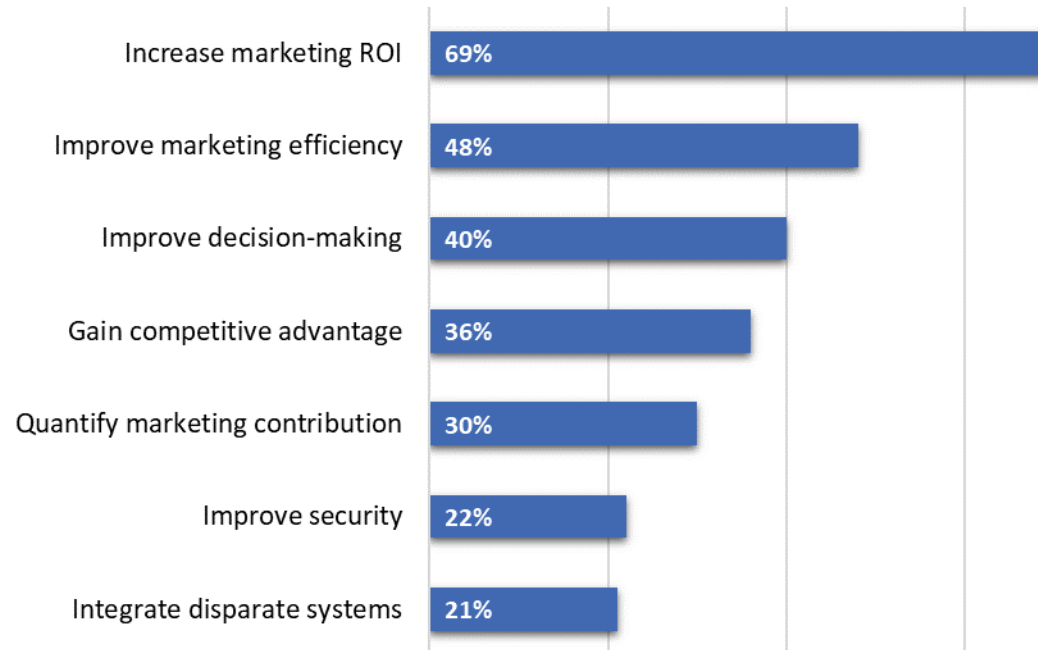 Increase marketing ROI 69%
Improve marketing efficiency 48%
Improve decision-making 40%
Gain competitive advantage 36%
Quantify marketing contribution 30%
Improve security 22%
Integrate disparate systems 21%